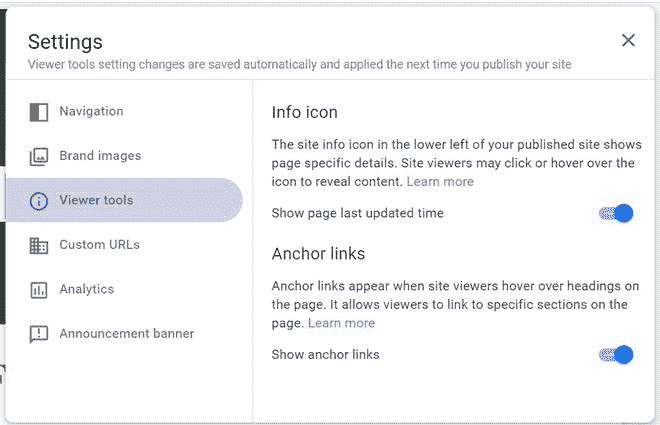 Settings
Viewer tools setting changes are saved automatically and applied the next time you publish your site
Navigation
Brand images
Viewer tools
Custom URLs
Analytics
Announcement banner
Info icon
The site info icon in the lower left of your published site shows
page specific details. Site viewers may click or hover over the
icon to reveal content. Learn more
Show page last updated time
Anchor links
Anchor links appear when site viewers hover over headings on
the page. It allows viewers to link to specific sections on the
page. Learn more
Show anchor links